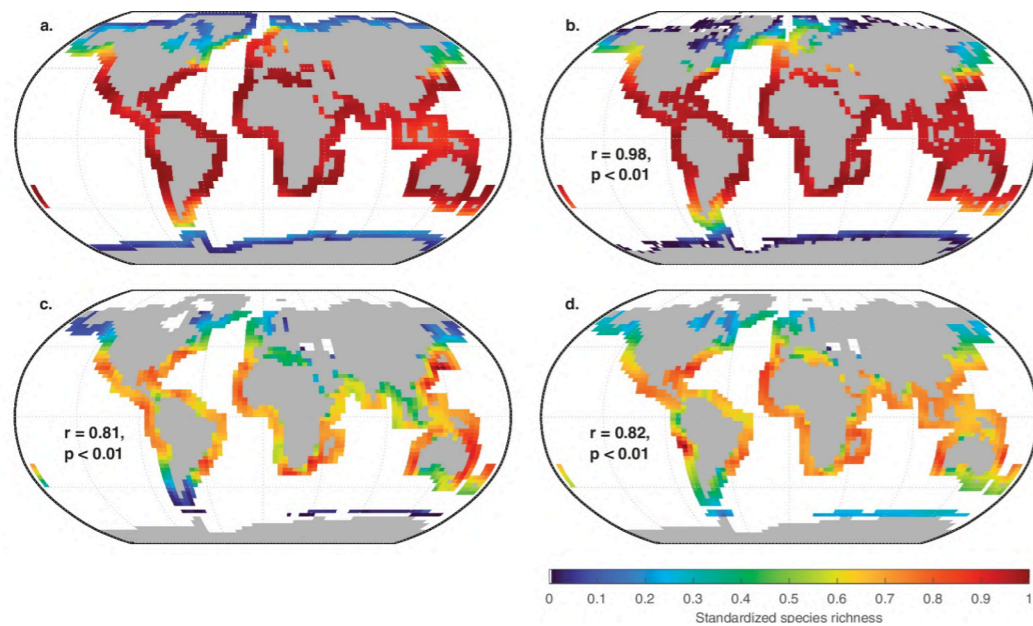 a.
b.
r = 0.98,
p < 0.01
c.
d.
r = 0.81,
p < 0.01
r = 0.82,
p < 0.01
0 0.1 0.2 0.3 0.4 0.5 0.6 0.7 0.8 0.9 1
Standardized species richness